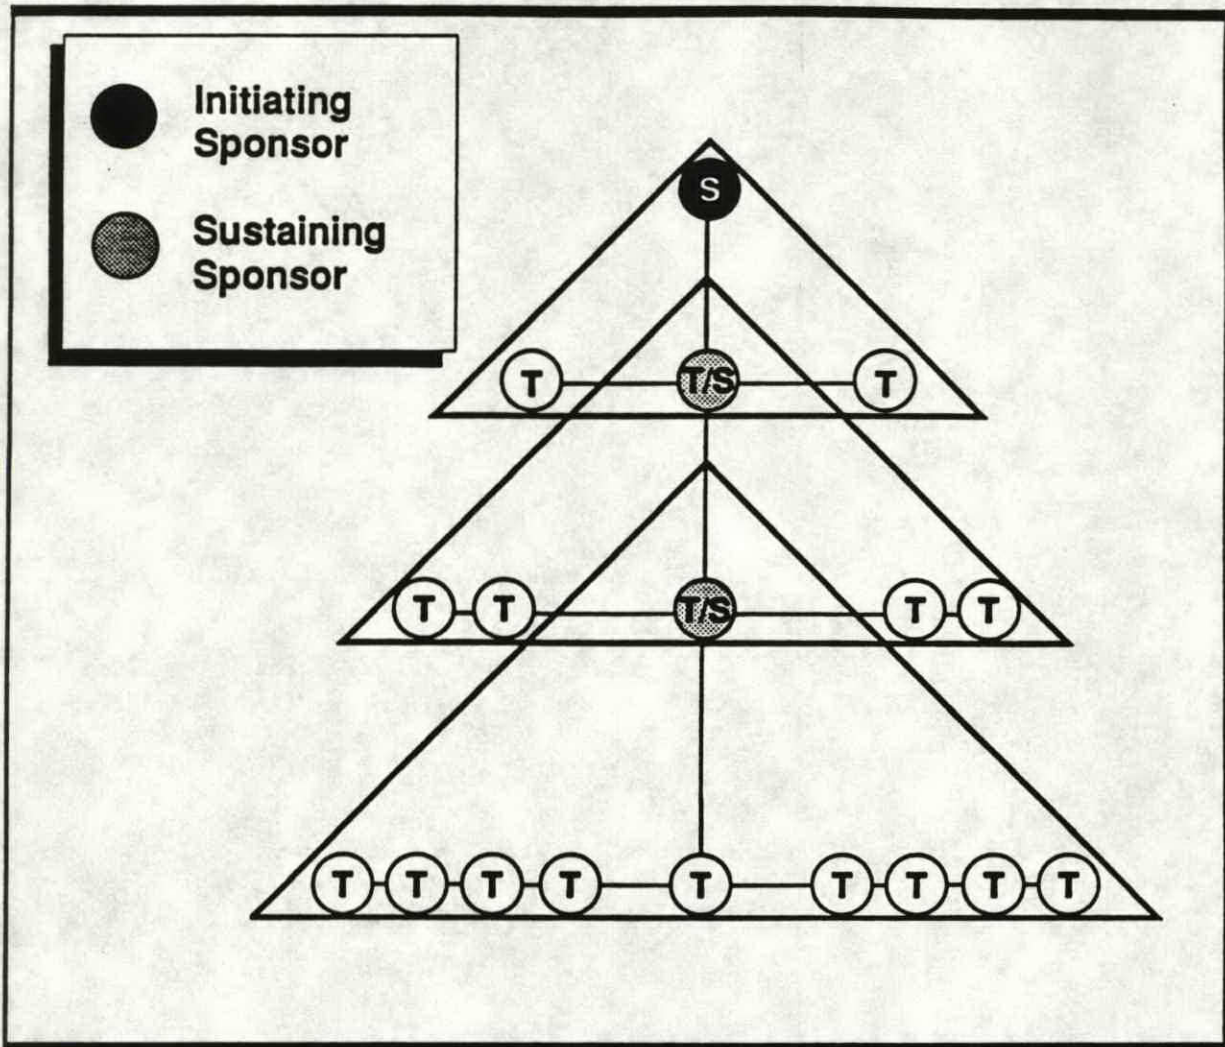 Initiating
Sponsor
Sustaining
Sponsor
S
T T/S T
T T T/S T T
T T T T T T T T T